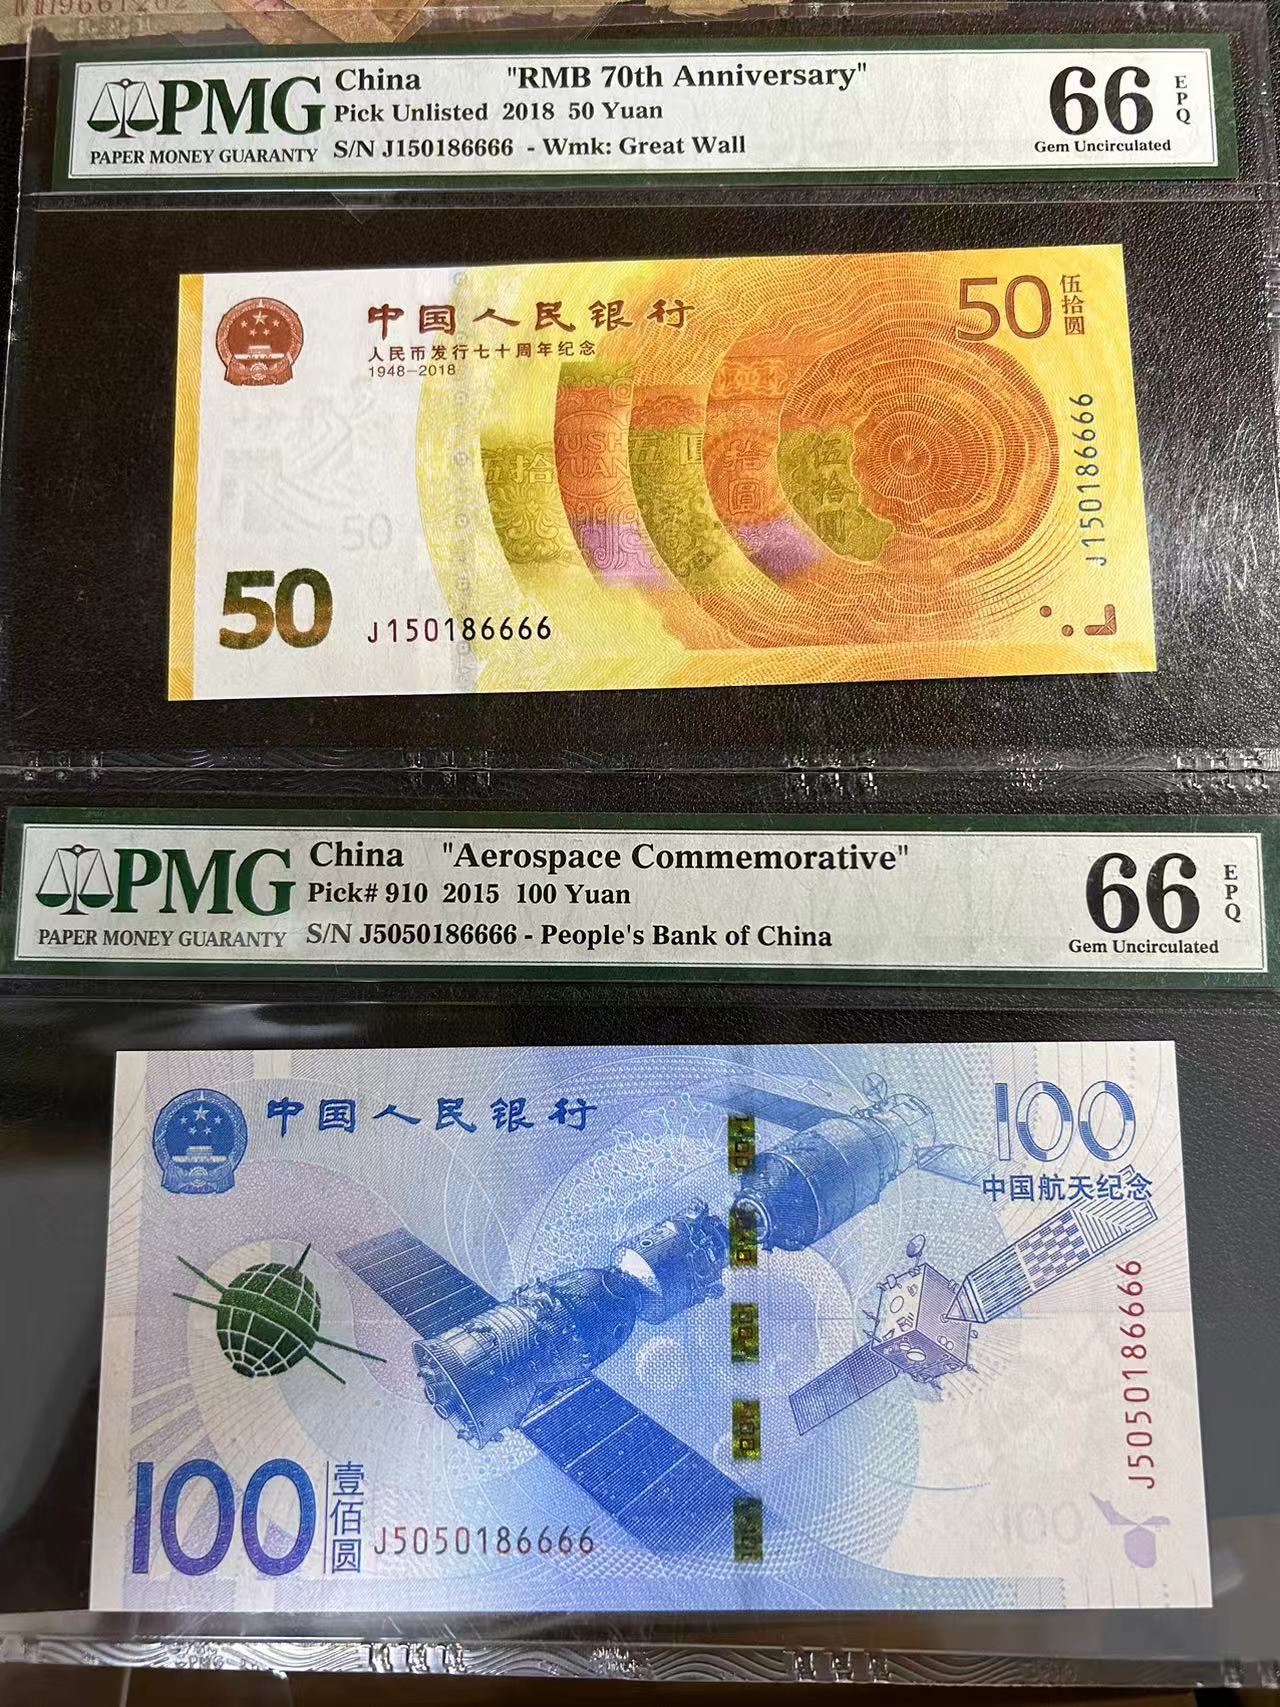 PMG
PAPER MONEY GUARANTY
China "RMB 70th Anniversary"
Pick Unlisted 2018 50 Yuan
S/N J150186666 - Wmk: Great Wall
66
EPQ
Gem Uncirculated
中国人民银行
人民币发行七十周年纪念
1948-2018
50
伍拾圆
J150186666
50
50
J150186666
PMG
PAPER MONEY GUARANTY
China "Aerospace Commemorative"
Pick# 910 2015 100 Yuan
S/N J5050186666 - People's Bank of China
66
EPQ
Gem Uncirculated
中国人民银行
100
中国航天纪念
J5050186666
100
壹佰圆
J5050186666